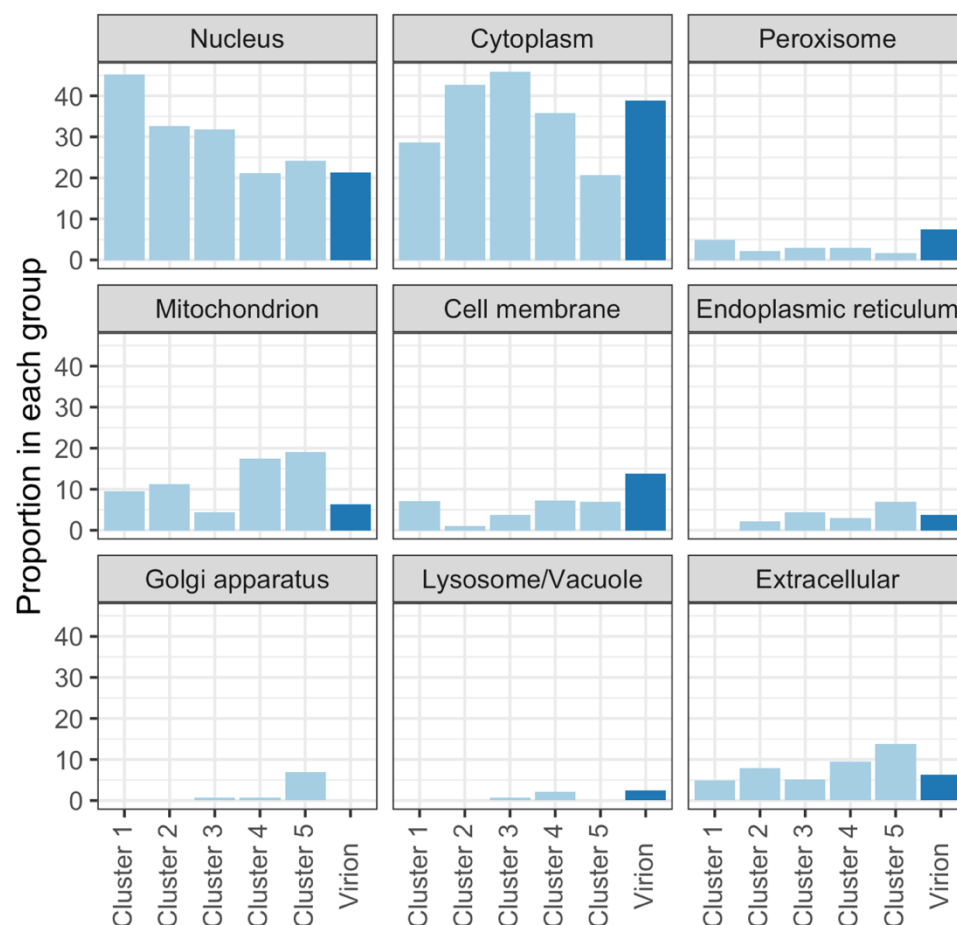 Nucleus
Cytoplasm
Peroxisome
40
30
20
10
0
Mitochondrion
Cell membrane
Endoplasmic reticulum
40
30
20
10
0
Golgi apparatus
Lysosome/Vacuole
Extracellular
40
30
20
10
0
Proportion in each group
Cluster 1
Cluster 2
Cluster 3
Cluster 4
Cluster 5
Virion
Cluster 1
Cluster 2
Cluster 3
Cluster 4
Cluster 5
Virion
Cluster 1
Cluster 2
Cluster 3
Cluster 4
Cluster 5
Virion